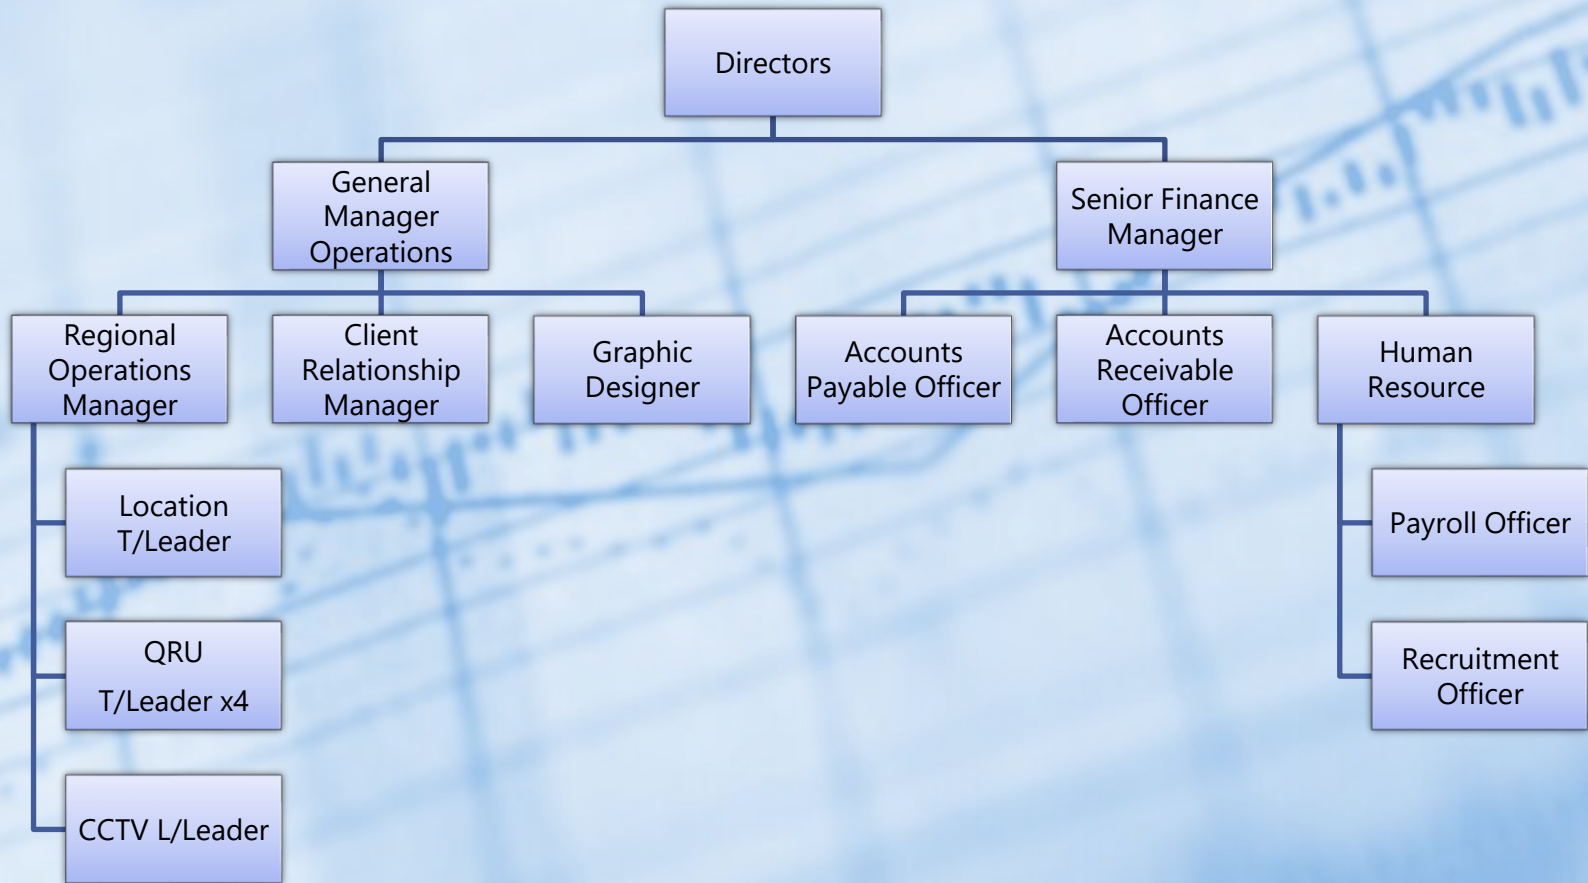 Directors
General
Manager
Operations
Senior Finance
Manager
Regional
Operations
Manager
Client
Relationship
Manager
Graphic
Designer
Accounts
Payable Officer
Accounts
Receivable
Officer
Human
Resource
Location
T/Leader
Payroll Officer
QRU
T/Leader x4
Recruitment
Officer
CCTV L/Leader